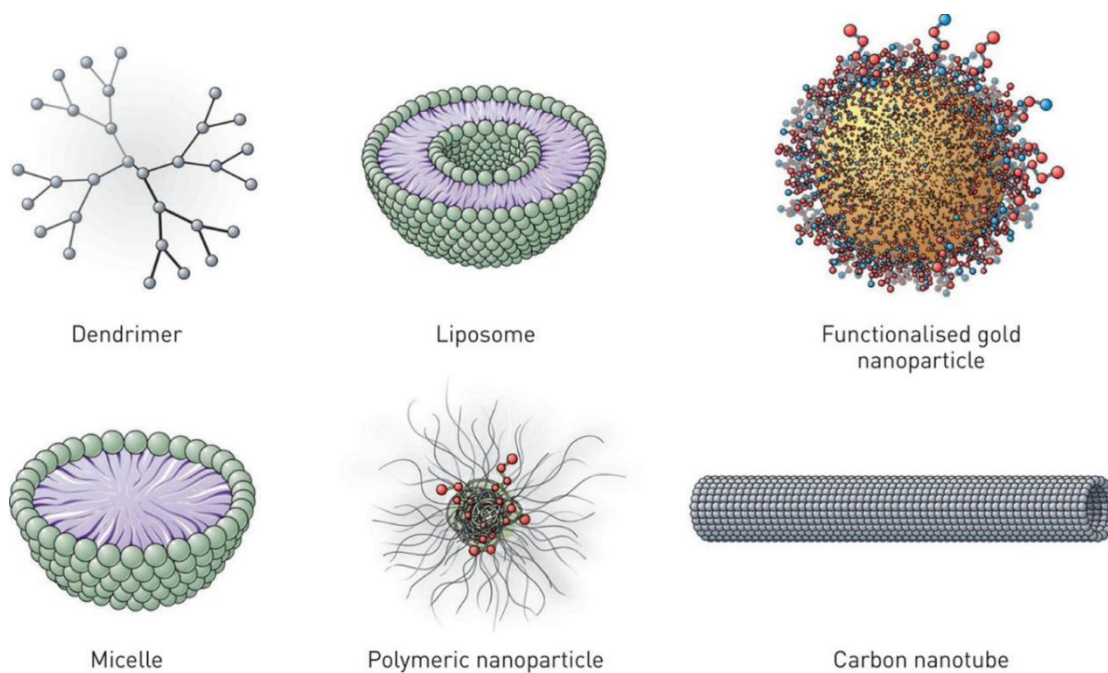 Dendrimer
Liposome
Functionalised gold
nanoparticle
Micelle
Polymeric nanoparticle
Carbon nanotube